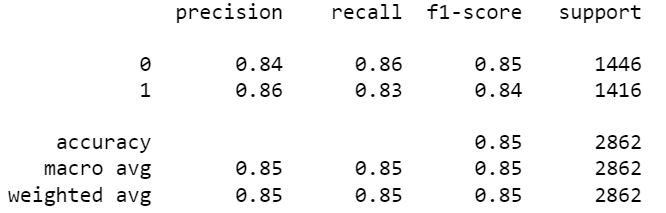 precision recall f1-score support
0 0.84 0.86 0.85 1446
1 0.86 0.83 0.84 1416
accuracy 0.85 2862
macro avg 0.85 0.85 0.85 2862
weighted avg 0.85 0.85 0.85 2862